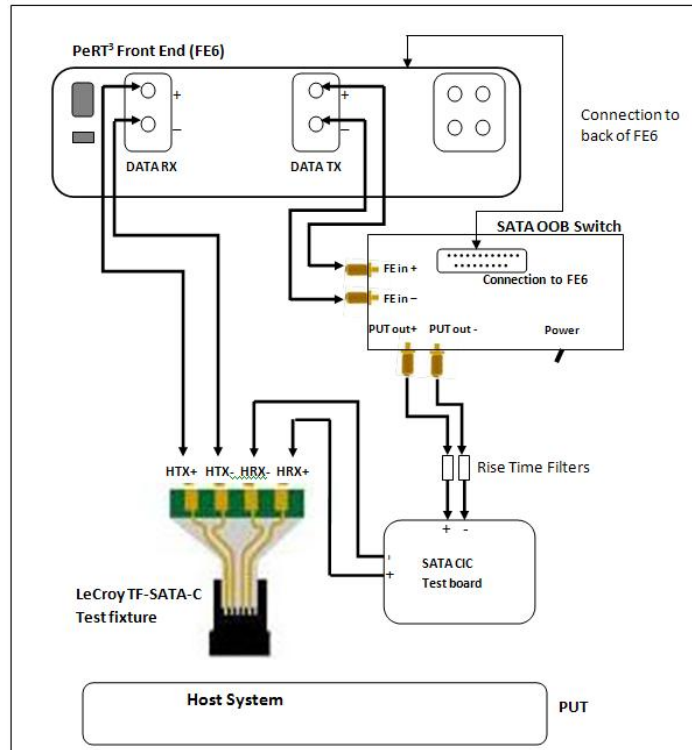 PeRT³ Front End (FE6)
+
–
DATA RX
+
–
DATA TX
Connection to
back of FE6
SATA OOB Switch
Connection to FE6
FE in +
FE in –
PUT out+ PUT out -
Power
HTX+ HTX- HRX- HRX+
Rise Time Filters
+ -
-
+
SATA CIC
Test board
LeCroy TF-SATA-C
Test fixture
Host System
PUT